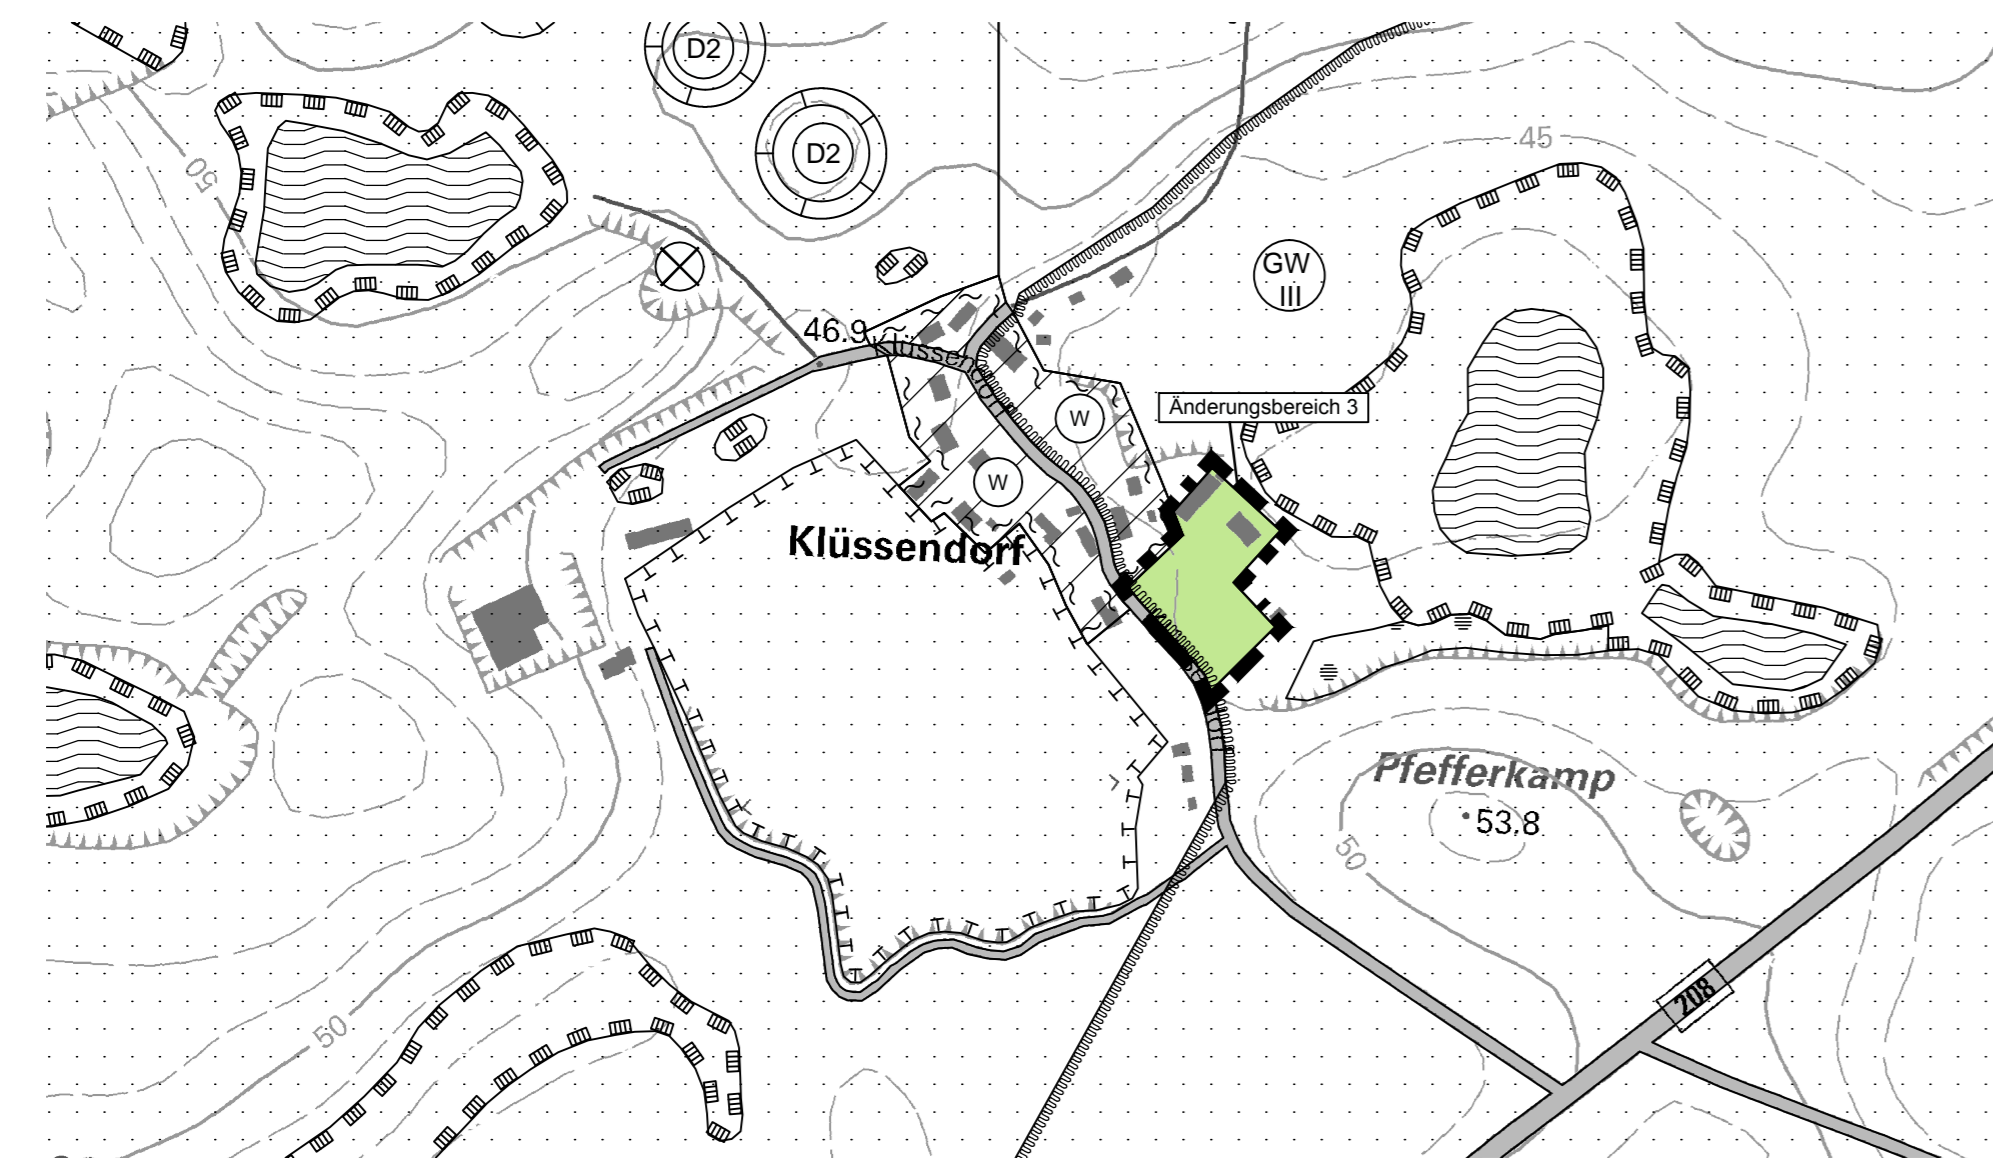 D2
D2
45
50
GW
III
46.9
Klüssendorf
Änderungsbereich 3
W
W
Klüssendorf
Pfefferkamp
53.8
50
208
50